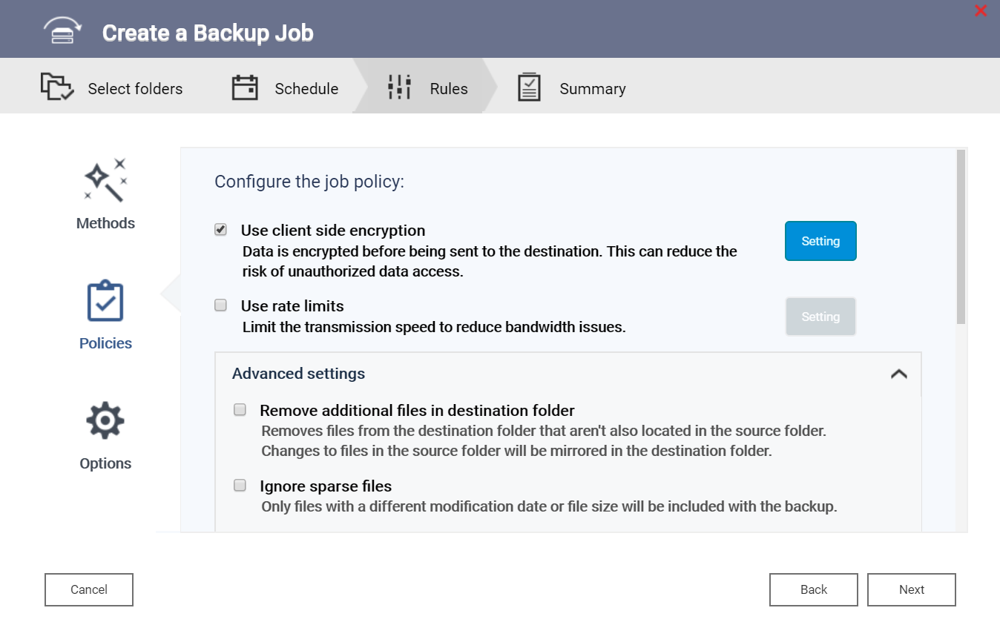 Create a Backup Job
Select folders
Schedule
Rules
Summary
Methods
Policies
Options
Configure the job policy:
Use client side encryption
Data is encrypted before being sent to the destination. This can reduce the
risk of unauthorized data access.
Setting
Use rate limits
Limit the transmission speed to reduce bandwidth issues.
Setting
Advanced settings
Remove additional files in destination folder
Removes files from the destination folder that aren't also located in the source folder.
Changes to files in the source folder will be mirrored in the destination folder.
Ignore sparse files
Only files with a different modification date or file size will be included with the backup.
Cancel
Back
Next